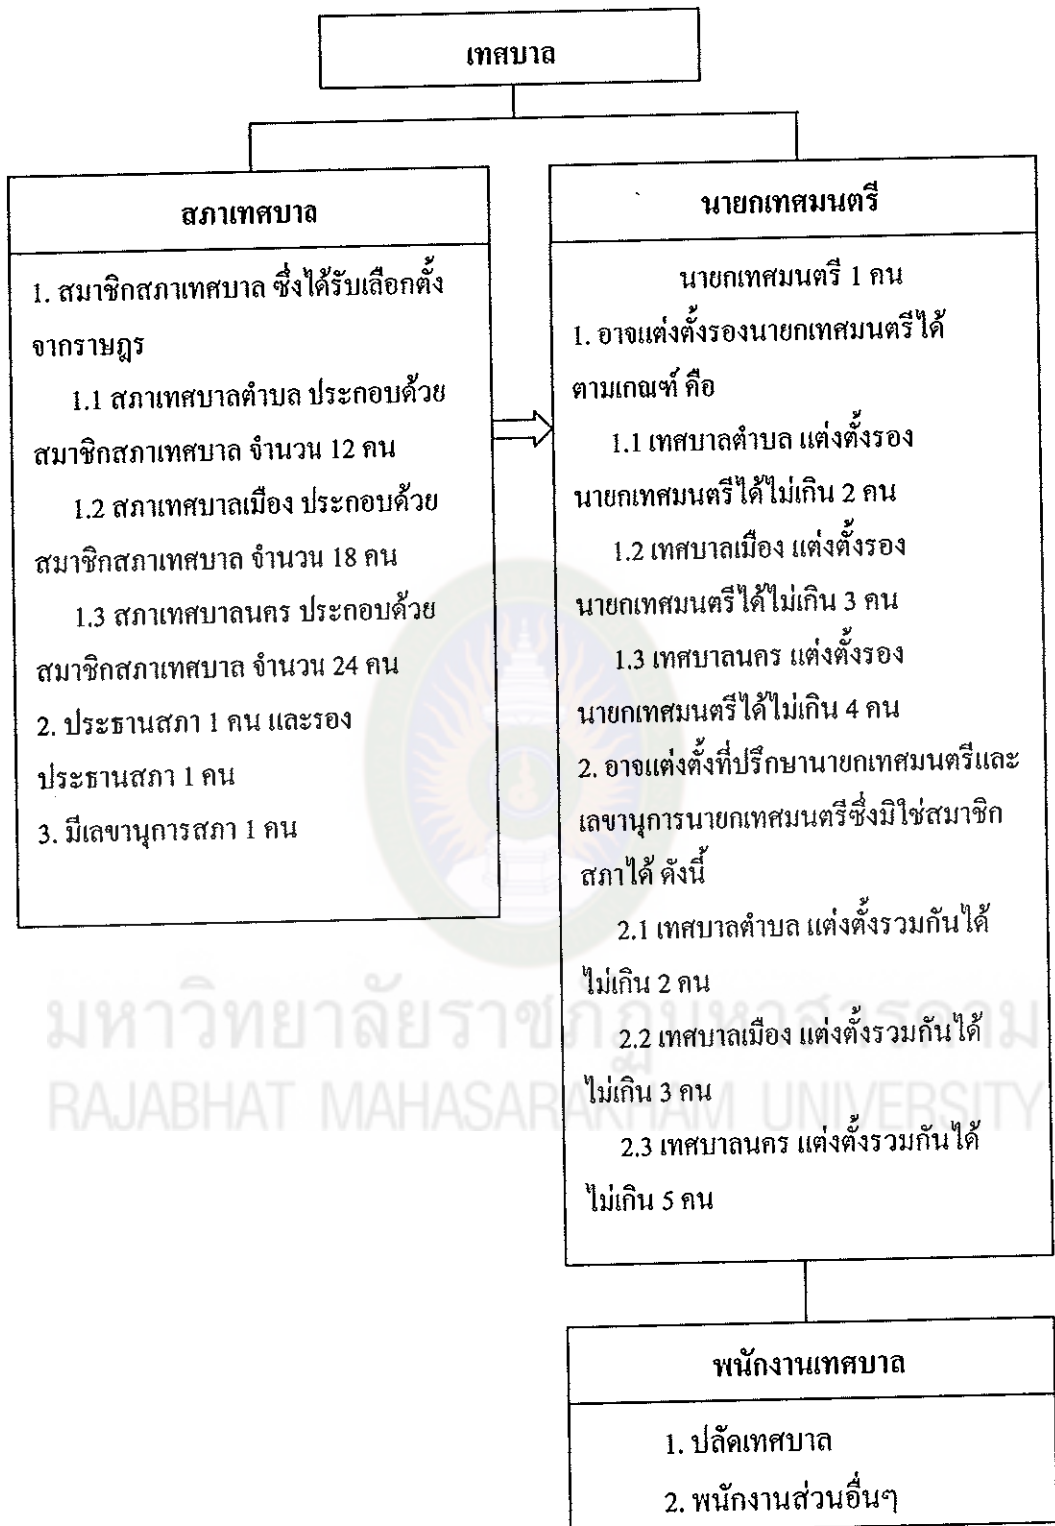 เทศบาล
สภาเทศบาล
1. สมาชิกสภาเทศบาล ซึ่งได้รับเลือกตั้ง
จากราษฎร
1.1 สภาเทศบาลตำบล ประกอบด้วย
สมาชิกสภาเทศบาล จำนวน 12 คน
1.2 สภาเทศบาลเมือง ประกอบด้วย
สมาชิกสภาเทศบาล จำนวน 18 คน
1.3 สภาเทศบาลนคร ประกอบด้วย
สมาชิกสภาเทศบาล จำนวน 24 คน
2. ประธานสภา 1 คน และรอง
ประธานสภา 1 คน
3. มีเลขานุการสภา 1 คน
นายกเทศมนตรี
นายกเทศมนตรี 1 คน
1. อาจแต่งตั้งรองนายกเทศมนตรีได้
ตามเกณฑ์ คือ
1.1 เทศบาลตำบล แต่งตั้งรอง
นายกเทศมนตรีได้ไม่เกิน 2 คน
1.2 เทศบาลเมือง แต่งตั้งรอง
นายกเทศมนตรีได้ไม่เกิน 3 คน
1.3 เทศบาลนคร แต่งตั้งรอง
นายกเทศมนตรีได้ไม่เกิน 4 คน
2. อาจแต่งตั้งที่ปรึกษานายกเทศมนตรีและ
เลขานุการนายกเทศมนตรีซึ่งมิใช่สมาชิก
สภาได้ ดังนี้
2.1 เทศบาลตำบล แต่งตั้งรวมกันได้
ไม่เกิน 2 คน
2.2 เทศบาลเมือง แต่งตั้งรวมกันได้
ไม่เกิน 3 คน
2.3 เทศบาลนคร แต่งตั้งรวมกันได้
ไม่เกิน 5 คน
พนักงานเทศบาล
1. ปลัดเทศบาล
2. พนักงานส่วนอื่นๆ
มหาวิทยาลัยราชภัฏมหาสารคาม
RAJABHAT MAHASARAKHAM UNIVERSITY